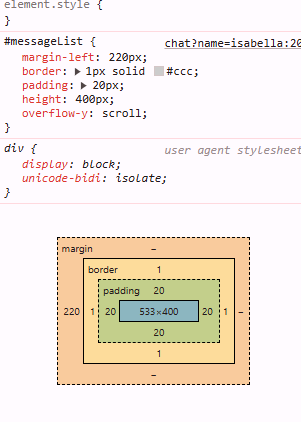 element.style {
}
#messageList { chat?name=isabella:20
margin-left: 220px;
border: ▶ 1px solid #ccc;
padding: ▶ 20px;
height: 400px;
overflow-y: scroll;
}
div { user agent stylesheet
display: block;
unicode-bidi: isolate;
}
margin –
border 1
padding 20
220 1 20 533×400 20 1 –
20
1
–